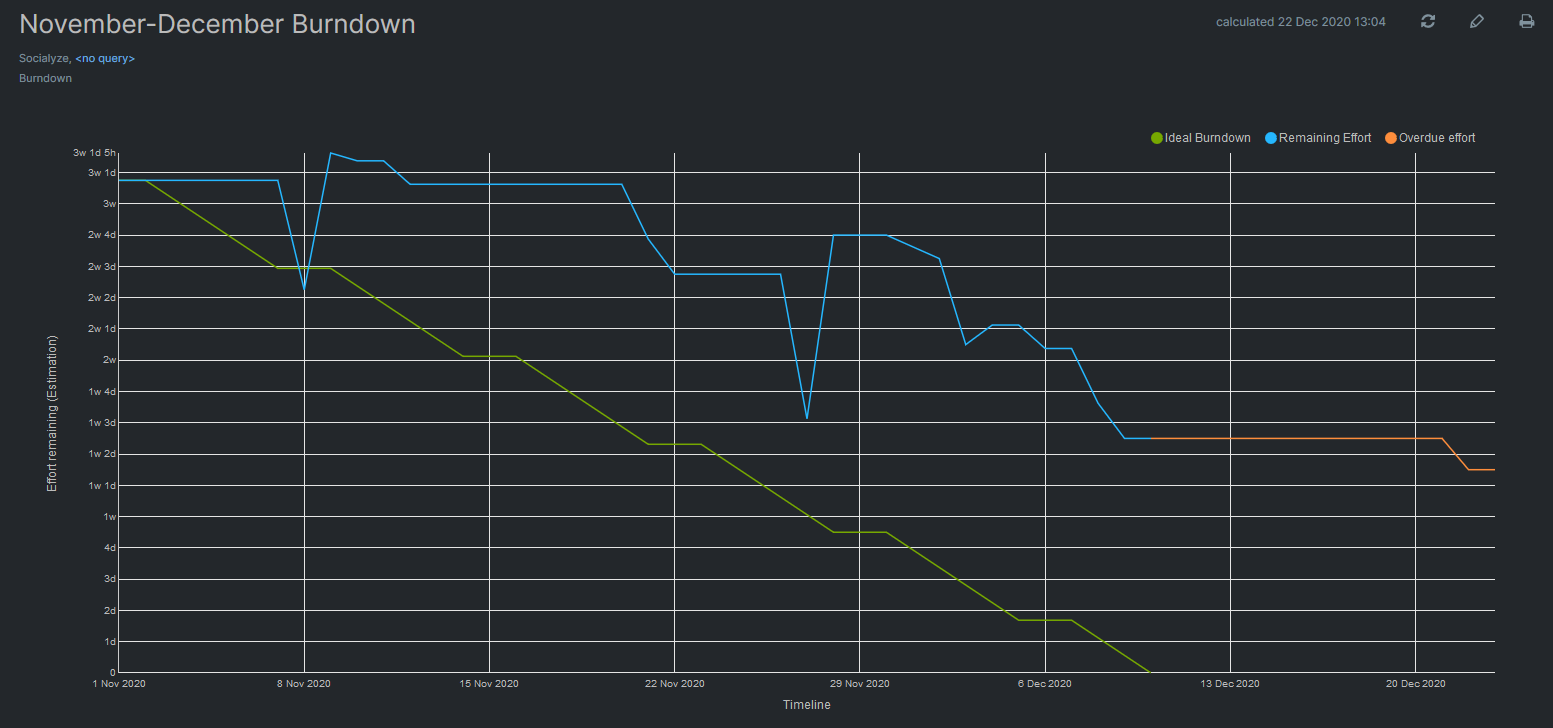 November-December Burndown
calculated 22 Dec 2020 13:04
Socialyze, <no query>
Burndown
Ideal Burndown Remaining Effort Overdue effort
3w 1d 5h
3w 1d
3w
2w 4d
2w 3d
2w 2d
2w 1d
2w
1w 4d
1w 3d
1w 2d
1w 1d
1w
4d
3d
2d
1d
0
Effort remaining (Estimation)
1 Nov 2020 8 Nov 2020 15 Nov 2020 22 Nov 2020 29 Nov 2020 6 Dec 2020 13 Dec 2020 20 Dec 2020
Timeline